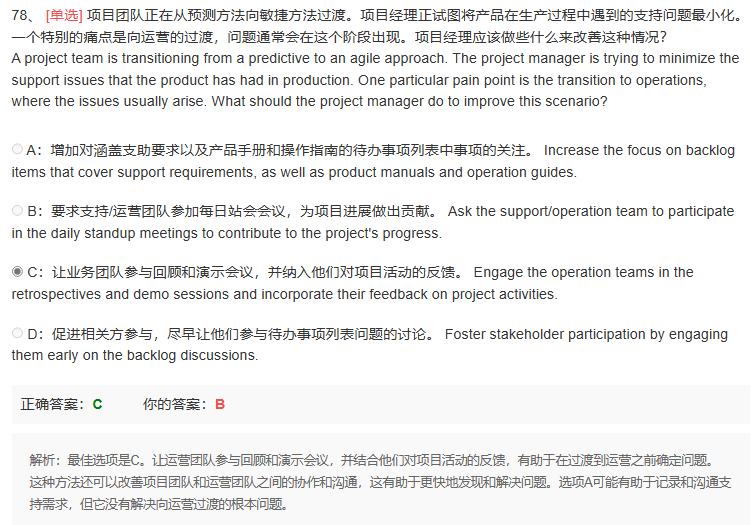 78、 [单选] 项目团队正在从预测方法向敏捷方法过渡。项目经理正试图将产品在生产过程中遇到的支持问题最小化。
一个特别的痛点是向运营的过渡，问题通常会在这个阶段出现。项目经理应该做些什么来改善这种情况？
A project team is transitioning from a predictive to an agile approach. The project manager is trying to minimize the
support issues that the product has had in production. One particular pain point is the transition to operations,
where the issues usually arise. What should the project manager do to improve this scenario?
A：增加对涵盖支助要求以及产品手册和操作指南的待办事项列表中事项的关注。 Increase the focus on backlog
items that cover support requirements, as well as product manuals and operation guides.
B：要求支持/运营团队参加每日站会会议，为项目进展做出贡献。 Ask the support/operation team to participate
in the daily standup meetings to contribute to the project's progress.
C：让业务团队参与回顾和演示会议，并纳入他们对项目活动的反馈。 Engage the operation teams in the
retrospectives and demo sessions and incorporate their feedback on project activities.
D：促进相关方参与，尽早让他们参与待办事项列表问题的讨论。 Foster stakeholder participation by engaging
them early on the backlog discussions.
正确答案：C 你的答案：B
解析：最佳选项是C。让运营团队参与回顾和演示会议，并结合他们对项目活动的反馈，有助于在过渡到运营之前确定问题。
这种方法还可以改善项目团队和运营团队之间的协作和沟通，这有助于更快地发现和解决问题。选项A可能有助于记录和沟通支
持需求，但它没有解决向运营过渡的根本问题。